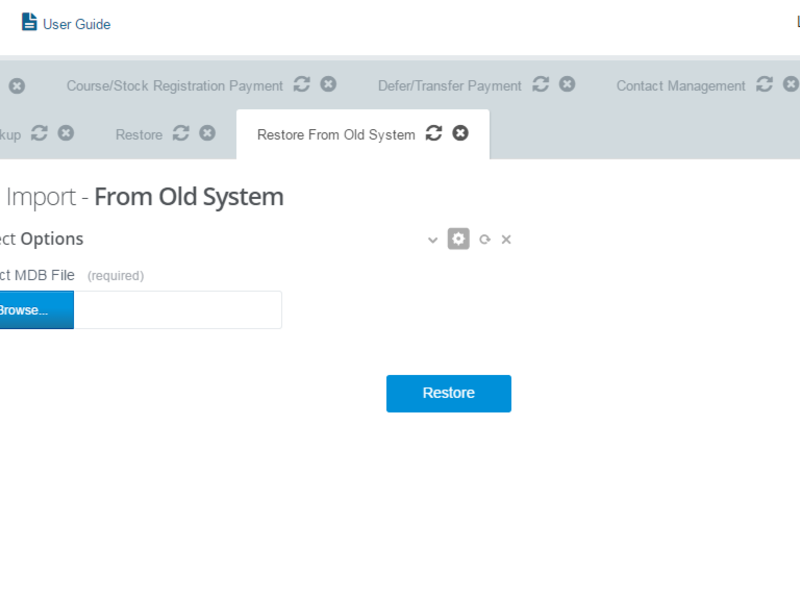 User Guide
Course/Stock Registration Payment Defer/Transfer Payment Contact Management
kup Restore Restore From Old System
Import - From Old System
ect Options
ct MDB File (required)
Browse...
Restore